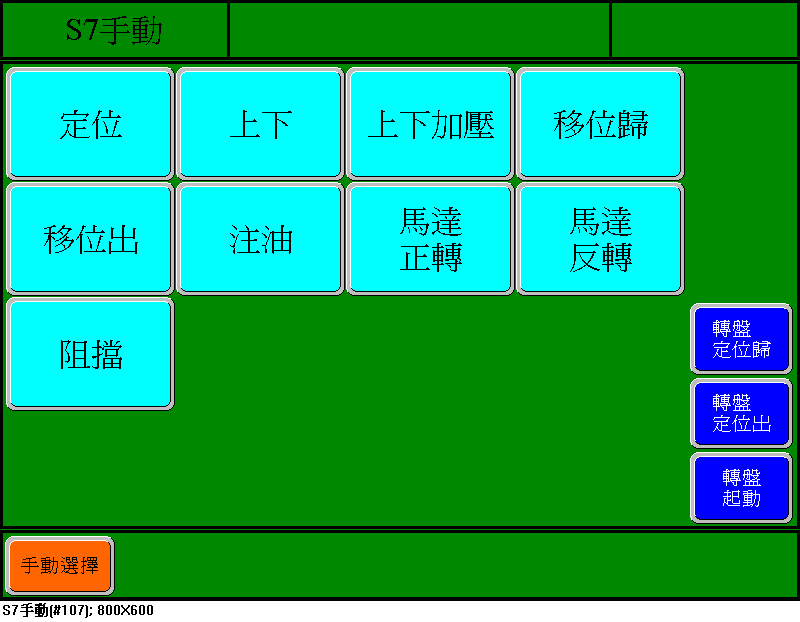 S7手動
定位
上下
上下加壓
移位歸
移位出
注油
馬達
正轉
馬達
反轉
阻擋
轉盤
定位歸
轉盤
定位出
轉盤
起動
手動選擇
S7手動(#107); 800X600